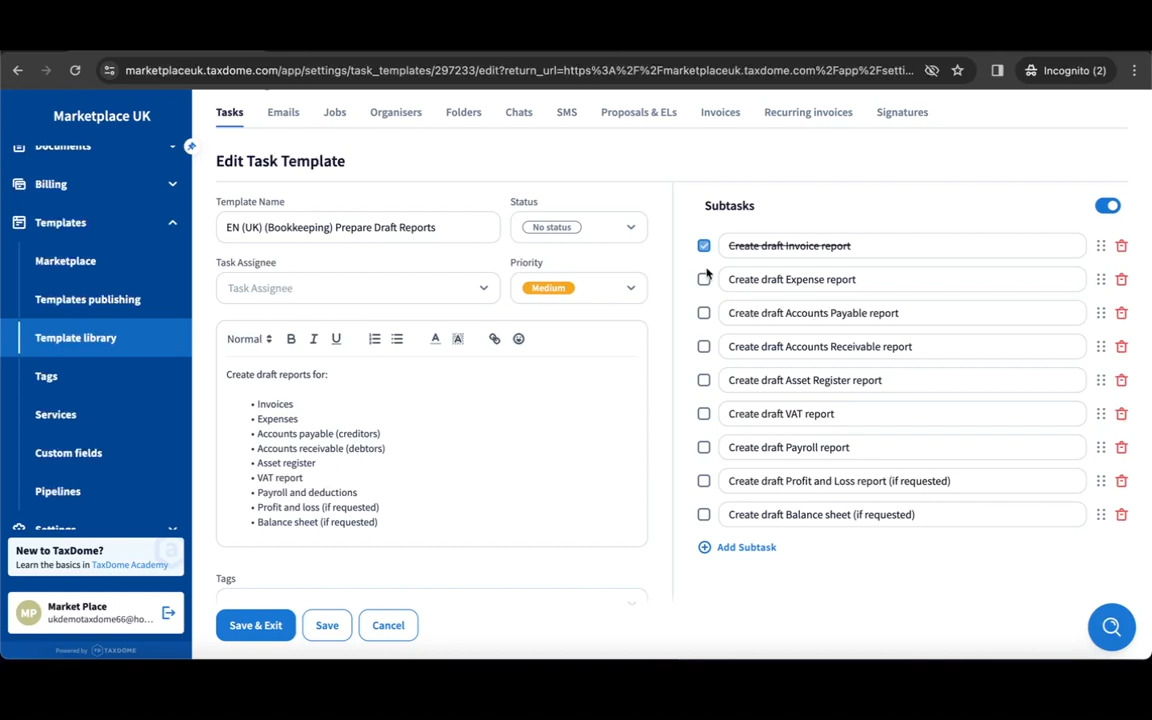 marketplaceuk.taxdome.com/app/settings/task_templates/297233/edit?return_url=https%3A%2F%2Fmarketplaceuk.taxdome.com%2Fapp%2Fsetti...
Incognito (2)
Marketplace UK
Documents
Billing
Templates
Marketplace
Templates publishing
Template library
Tags
Services
Custom fields
Pipelines
Settings
New to TaxDome?
Learn the basics in TaxDome Academy
MP
Market Place
ukdemotaxdome66@ho...
Powered by TAXDOME
Tasks Emails Jobs Organisers Folders Chats SMS Proposals & ELs Invoices Recurring invoices Signatures
Edit Task Template
Template Name
EN (UK) (Bookkeeping) Prepare Draft Reports
Status
No status
Task Assignee
Task Assignee
Priority
Medium
Normal B I U A A
Create draft reports for:
• Invoices
• Expenses
• Accounts payable (creditors)
• Accounts receivable (debtors)
• Asset register
• VAT report
• Payroll and deductions
• Profit and loss (if requested)
• Balance sheet (if requested)
Tags
Save & Exit Save Cancel
Subtasks
Create draft Invoice report
Create draft Expense report
Create draft Accounts Payable report
Create draft Accounts Receivable report
Create draft Asset Register report
Create draft VAT report
Create draft Payroll report
Create draft Profit and Loss report (if requested)
Create draft Balance sheet (if requested)
Add Subtask